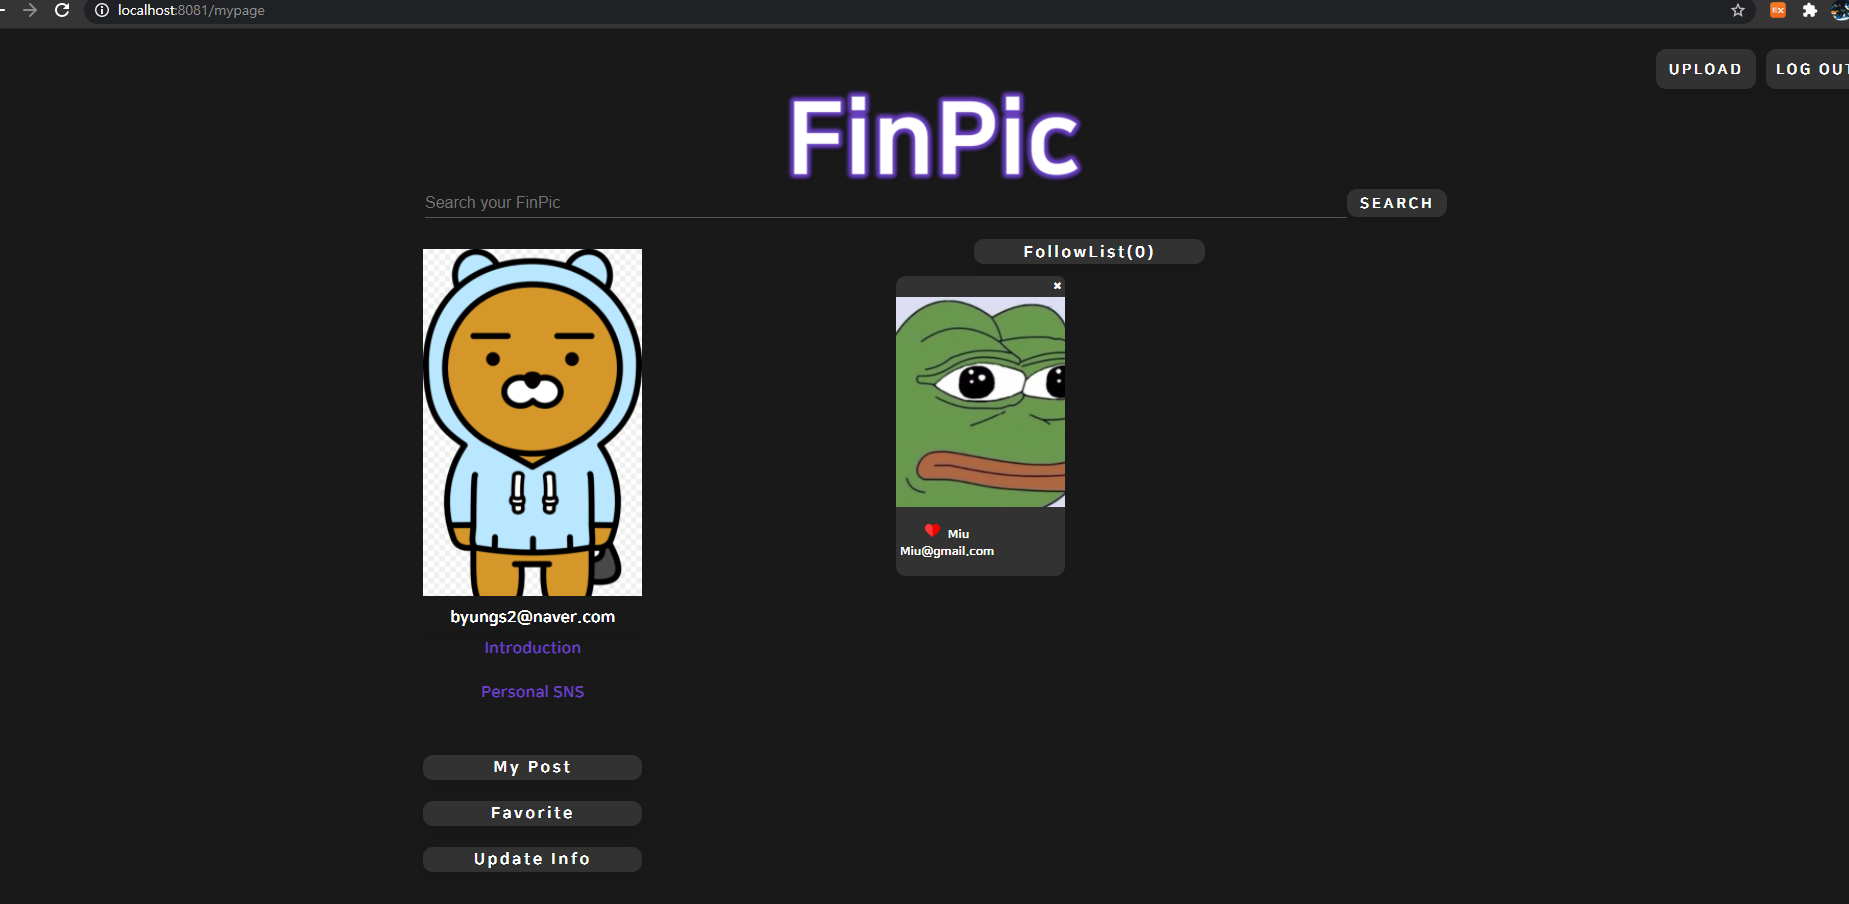 localhost:8081/mypage
UPLOAD
LOG OUT
FinPic
Search your FinPic
SEARCH
FollowList(0)
Miu
Miu@gmail.com
byungs2@naver.com
Introduction
Personal SNS
My Post
Favorite
Update Info